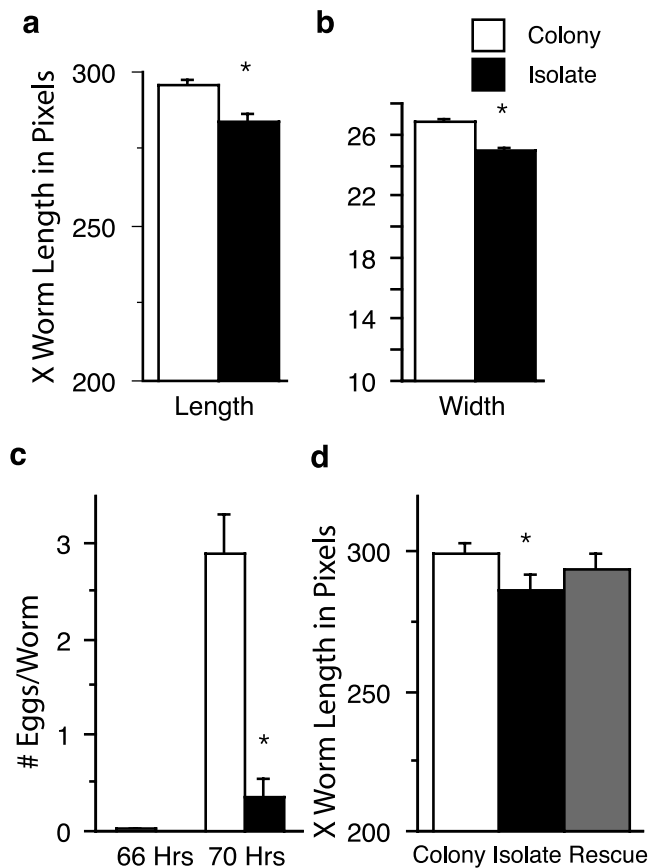 a
b
Colony
Isolate
X Worm Length in Pixels
300
250
200
*
Length
26
22
18
14
10
*
Width
c
# Eggs/Worm
3
2
1
0
*
66 Hrs 70 Hrs
d
X Worm Length in Pixels
300
250
200
*
Colony Isolate Rescue